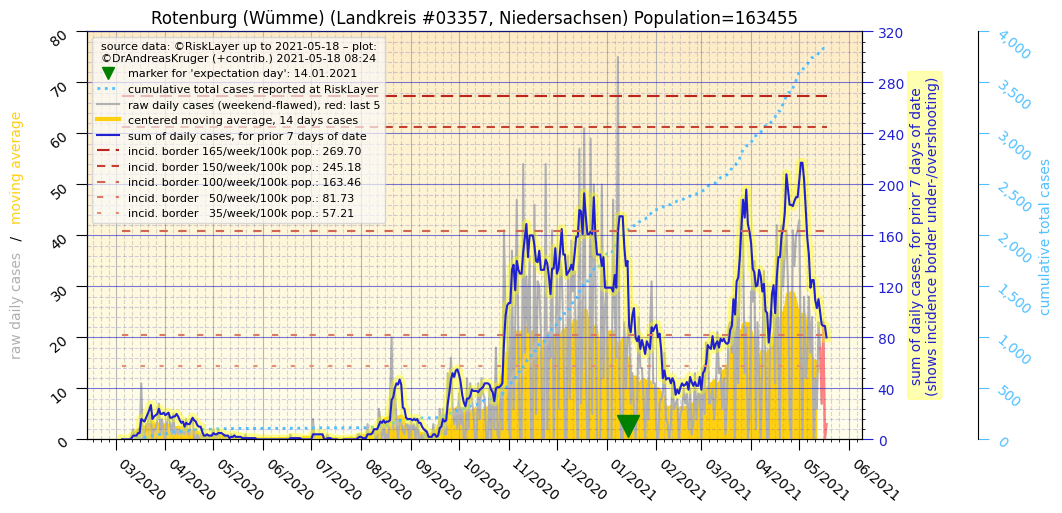 Rotenburg (Wümme) (Landkreis #03357, Niedersachsen) Population=163455
source data: ©RiskLayer up to 2021-05-18 – plot:
©DrAndreasKruger (+contrib.) 2021-05-18 08:24
marker for 'expectation day': 14.01.2021
cumulative total cases reported at RiskLayer
raw daily cases (weekend-flawed), red: last 5
centered moving average, 14 days cases
sum of daily cases, for prior 7 days of date
incid. border 165/week/100k pop.: 269.70
incid. border 150/week/100k pop.: 245.18
incid. border 100/week/100k pop.: 163.46
incid. border   50/week/100k pop.: 81.73
incid. border   35/week/100k pop.: 57.21
raw daily cases / moving average
80
70
60
50
40
30
20
10
0
03/2020
04/2020
05/2020
06/2020
07/2020
08/2020
09/2020
10/2020
11/2020
12/2020
01/2021
02/2021
03/2021
04/2021
05/2021
06/2021
320
280
240
200
160
120
80
40
0
sum of daily cases, for prior 7 days of date
(shows incidence border under-/overshooting)
4,000
3,500
3,000
2,500
2,000
1,500
1,000
500
0
cumulative total cases